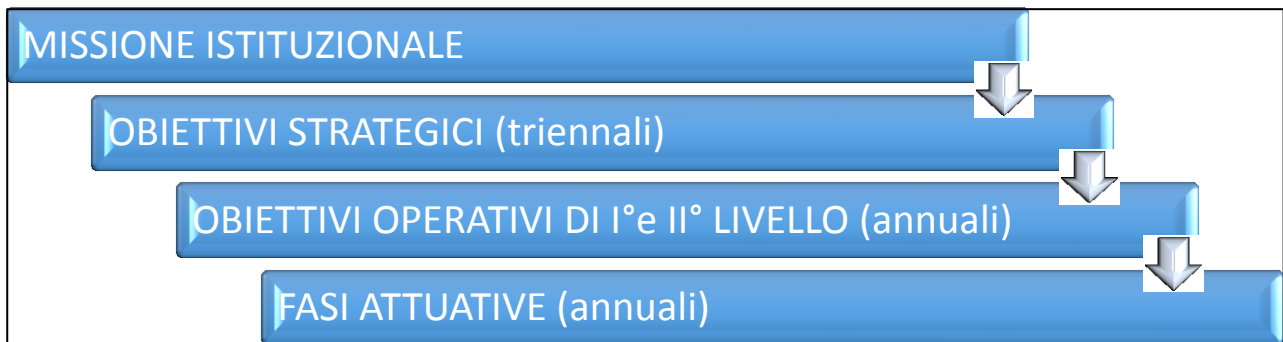 MISSIONE ISTITUZIONALE
OBIETTIVI STRATEGICI (triennali)
OBIETTIVI OPERATIVI DI I°e II° LIVELLO (annuali)
FASI ATTUATIVE (annuali)